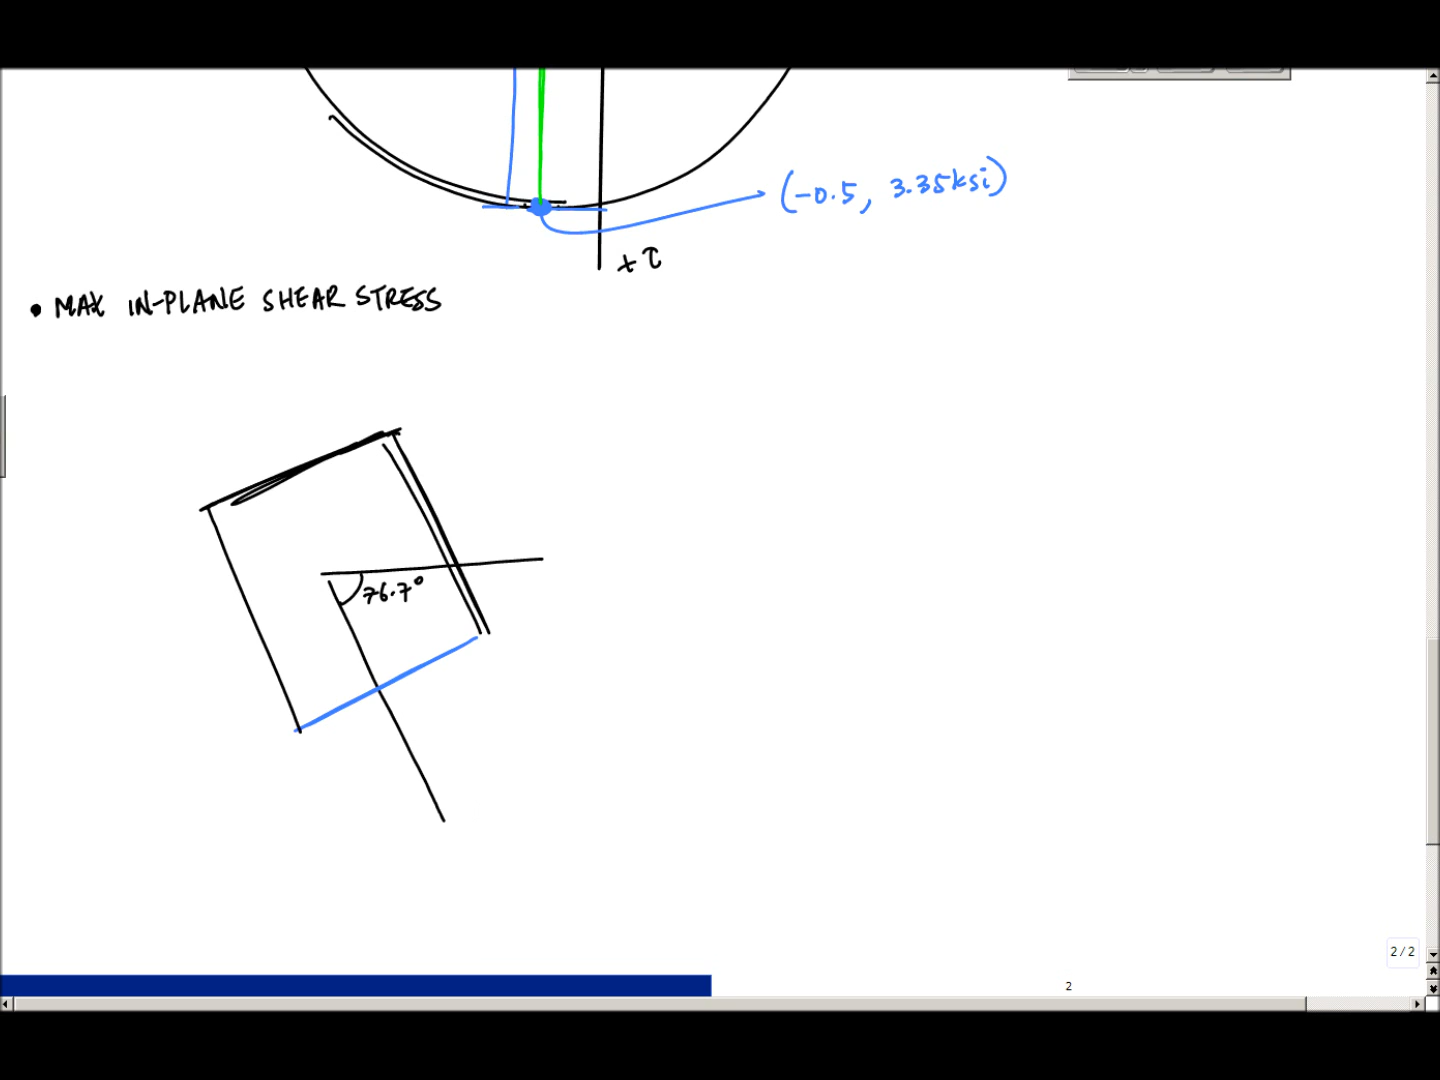 (-0.5, 3.35ksi)
+τ
• MAX IN-PLANE SHEAR STRESS
76.7°
2/2
2